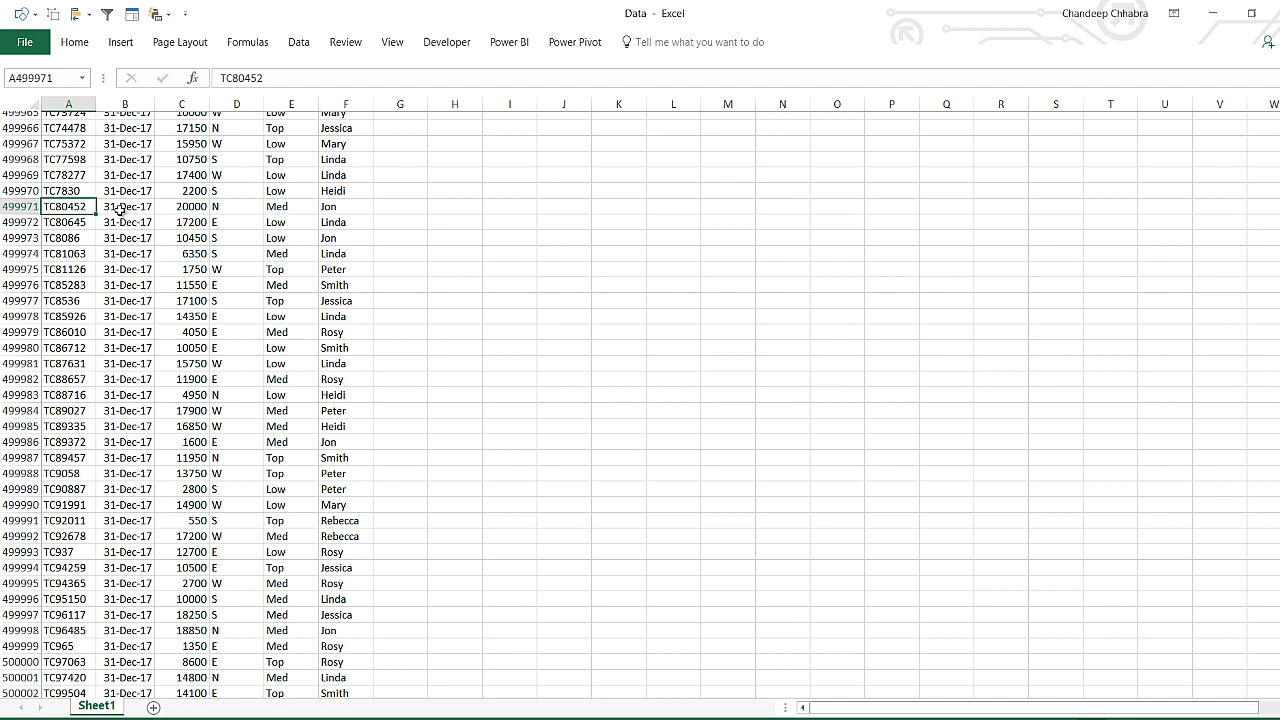 Data - Excel
Chandeep Chhabra
File Home Insert Page Layout Formulas Data Review View Developer Power BI Power Pivot Tell me what you want to do
A499971 fx TC80452
A B C D E F G H I J K L M N O P Q R S T U V W
499965 TC73724 31-Dec-17 10000 W Low Mary
499966 TC74478 31-Dec-17 17150 N Top Jessica
499967 TC75372 31-Dec-17 15950 W Low Mary
499968 TC77598 31-Dec-17 10750 S Top Linda
499969 TC78277 31-Dec-17 17400 W Low Linda
499970 TC7830 31-Dec-17 2200 S Low Heidi
499971 TC80452 31-Dec-17 20000 N Med Jon
499972 TC80645 31-Dec-17 17200 E Low Linda
499973 TC8086 31-Dec-17 10450 S Low Jon
499974 TC81063 31-Dec-17 6350 S Med Linda
499975 TC81126 31-Dec-17 1750 W Top Peter
499976 TC85283 31-Dec-17 11550 E Med Smith
499977 TC8536 31-Dec-17 17100 S Top Jessica
499978 TC85926 31-Dec-17 14350 E Low Linda
499979 TC86010 31-Dec-17 4050 E Med Rosy
499980 TC86712 31-Dec-17 10050 E Low Smith
499981 TC87631 31-Dec-17 15750 W Low Linda
499982 TC88657 31-Dec-17 11900 E Med Rosy
499983 TC88716 31-Dec-17 4950 N Low Heidi
499984 TC89027 31-Dec-17 17900 W Med Peter
499985 TC89335 31-Dec-17 16850 W Med Heidi
499986 TC89372 31-Dec-17 1600 E Med Jon
499987 TC89457 31-Dec-17 11950 N Top Smith
499988 TC9058 31-Dec-17 13750 W Top Peter
499989 TC90887 31-Dec-17 2800 S Low Peter
499990 TC91991 31-Dec-17 14900 W Low Mary
499991 TC92011 31-Dec-17 550 S Top Rebecca
499992 TC92678 31-Dec-17 17200 W Med Rebecca
499993 TC937 31-Dec-17 12700 E Low Rosy
499994 TC94259 31-Dec-17 10500 E Top Jessica
499995 TC94365 31-Dec-17 2700 W Med Rosy
499996 TC95150 31-Dec-17 10000 S Med Linda
499997 TC96117 31-Dec-17 18250 S Med Jessica
499998 TC96485 31-Dec-17 18850 N Med Jon
499999 TC965 31-Dec-17 1350 E Med Rosy
500000 TC97063 31-Dec-17 8600 E Top Rosy
500001 TC97420 31-Dec-17 14800 N Med Linda
500002 TC99504 31-Dec-17 14100 E Top Smith
Sheet1